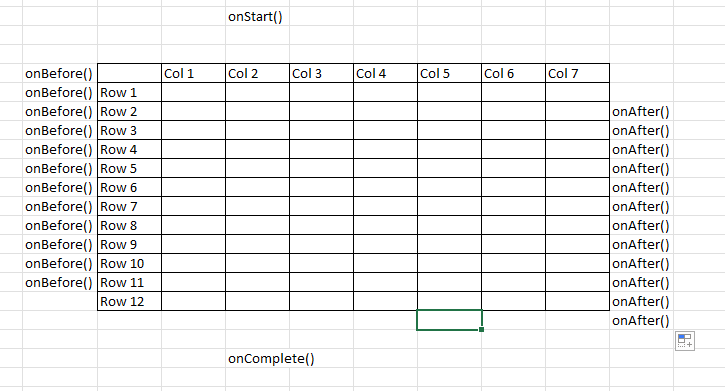 onStart()
onBefore() Col 1 Col 2 Col 3 Col 4 Col 5 Col 6 Col 7
onBefore() Row 1
onBefore() Row 2 onAfter()
onBefore() Row 3 onAfter()
onBefore() Row 4 onAfter()
onBefore() Row 5 onAfter()
onBefore() Row 6 onAfter()
onBefore() Row 7 onAfter()
onBefore() Row 8 onAfter()
onBefore() Row 9 onAfter()
onBefore() Row 10 onAfter()
onBefore() Row 11 onAfter()
Row 12 onAfter()
onAfter()
onComplete()